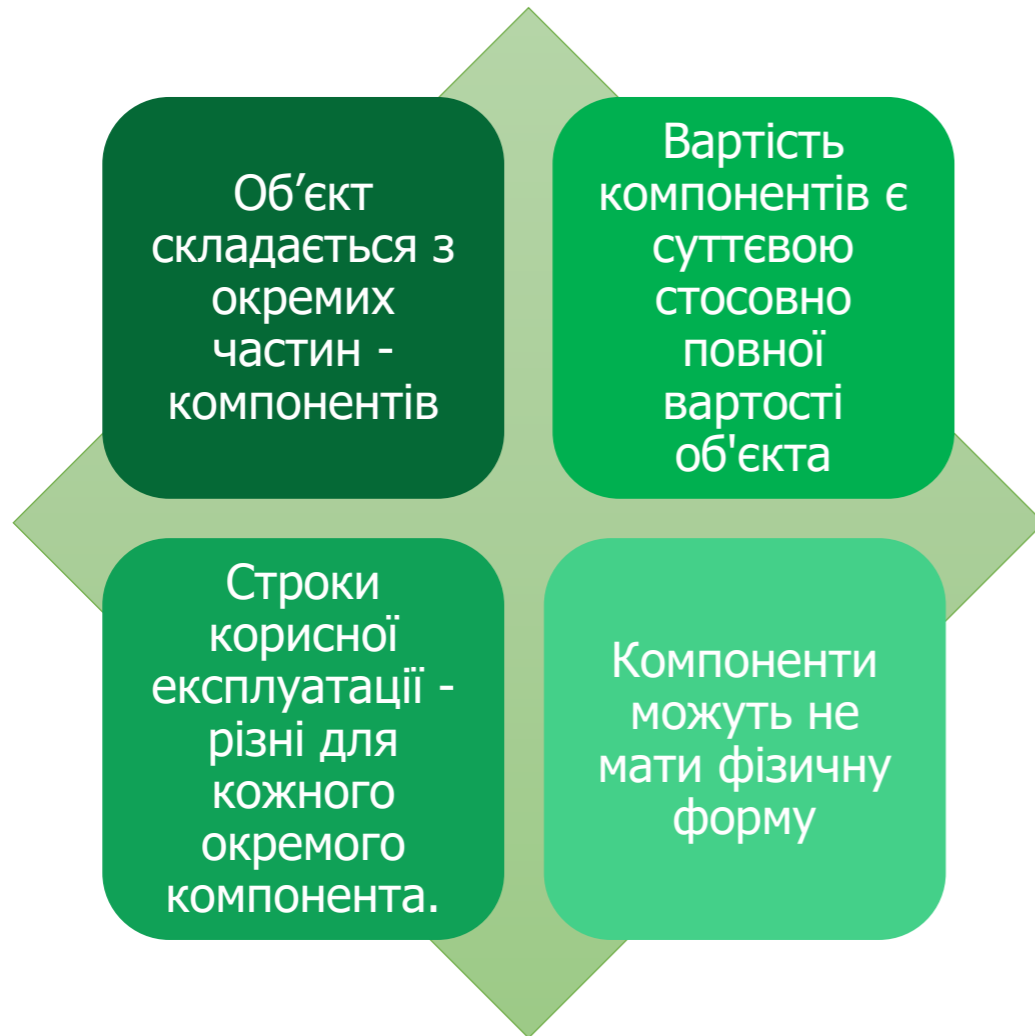 Об’єкт
складається з
окремих
частин -
компонентів
Вартість
компонентів є
суттєвою
стосовно
повної
вартості
об'єкта
Строки
корисної
експлуатації -
різні для
кожного
окремого
компонента.
Компоненти
можуть не
мати фізичну
форму